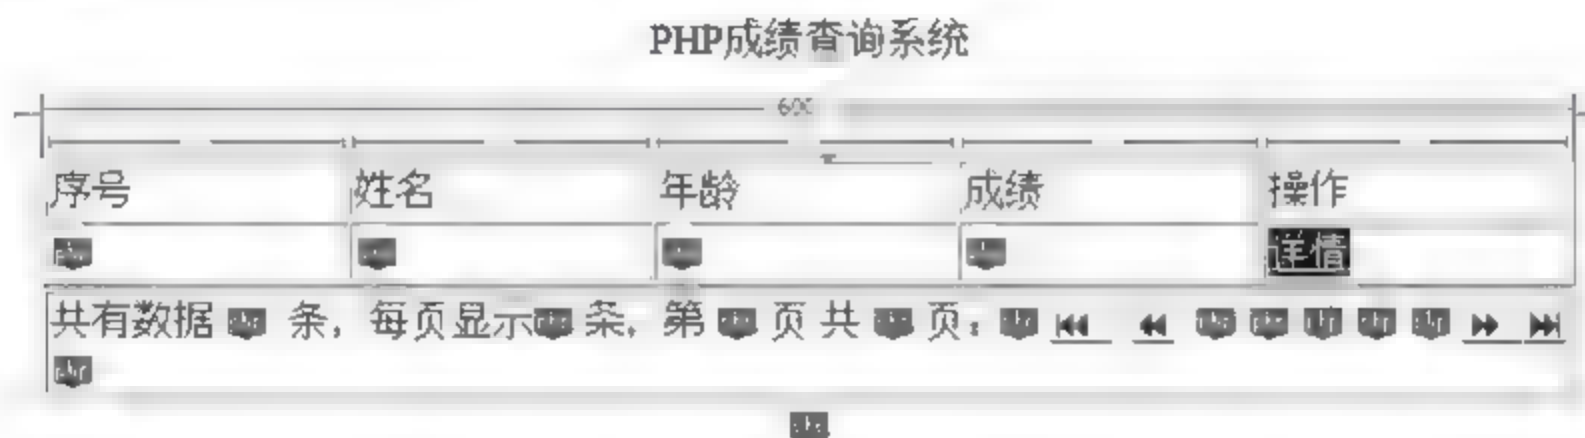 PHP成绩查询系统
600
序号 姓名 年龄 成绩 操作
详情
共有数据 条，每页显示 条，第 页 共 页：